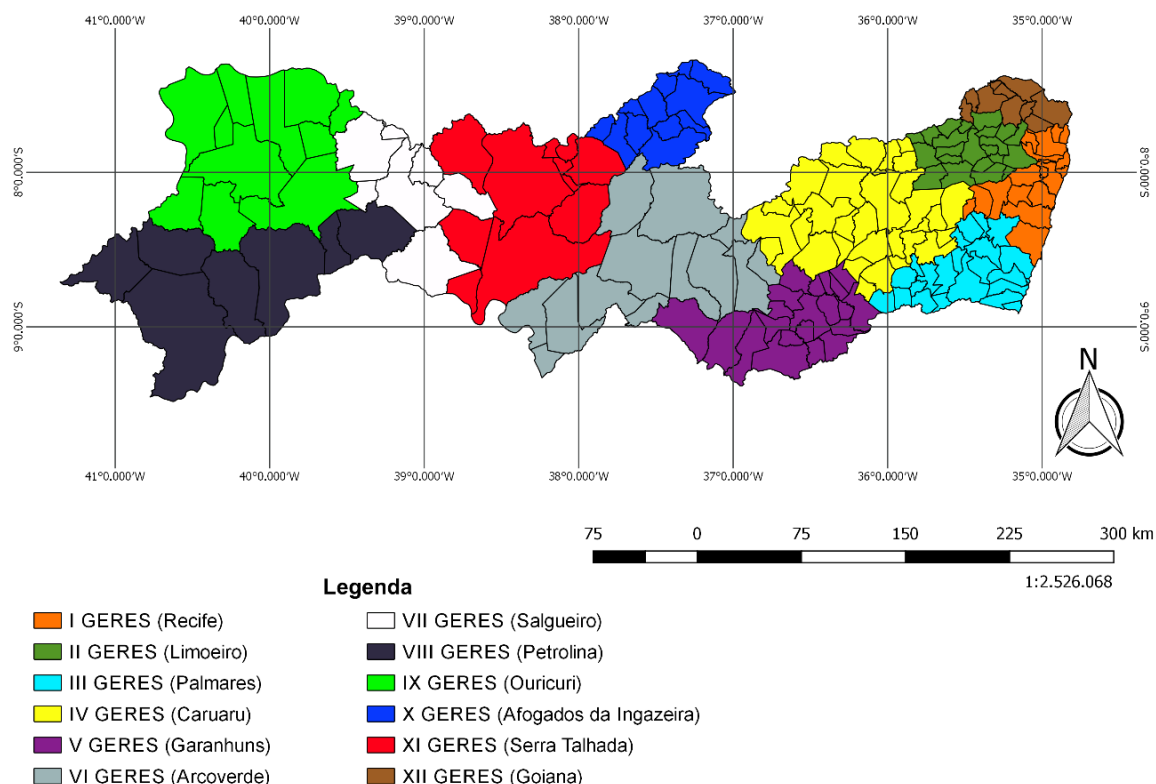 41°0.000'W 40°0.000'W 39°0.000'W 38°0.000'W 37°0.000'W 36°0.000'W 35°0.000'W
8°0.000'S 8°0.000'S
9°0.000'S 9°0.000'S
41°0.000'W 40°0.000'W 39°0.000'W 38°0.000'W 37°0.000'W 36°0.000'W 35°0.000'W
N
75 0 75 150 225 300 km
1:2.526.068
Legenda
I GERES (Recife)
II GERES (Limoeiro)
III GERES (Palmares)
IV GERES (Caruaru)
V GERES (Garanhuns)
VI GERES (Arcoverde)
VII GERES (Salgueiro)
VIII GERES (Petrolina)
IX GERES (Ouricuri)
X GERES (Afogados da Ingazeira)
XI GERES (Serra Talhada)
XII GERES (Goiana)